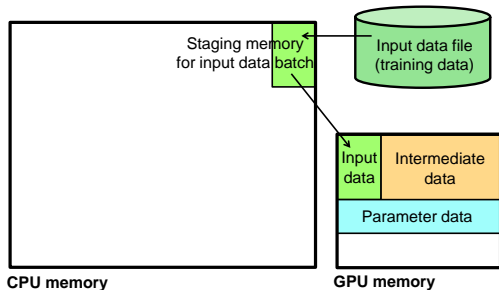 Staging memory
for input data batch
Input data file
(training data)
Input
data
Intermediate
data
Parameter data
CPU memory
GPU memory